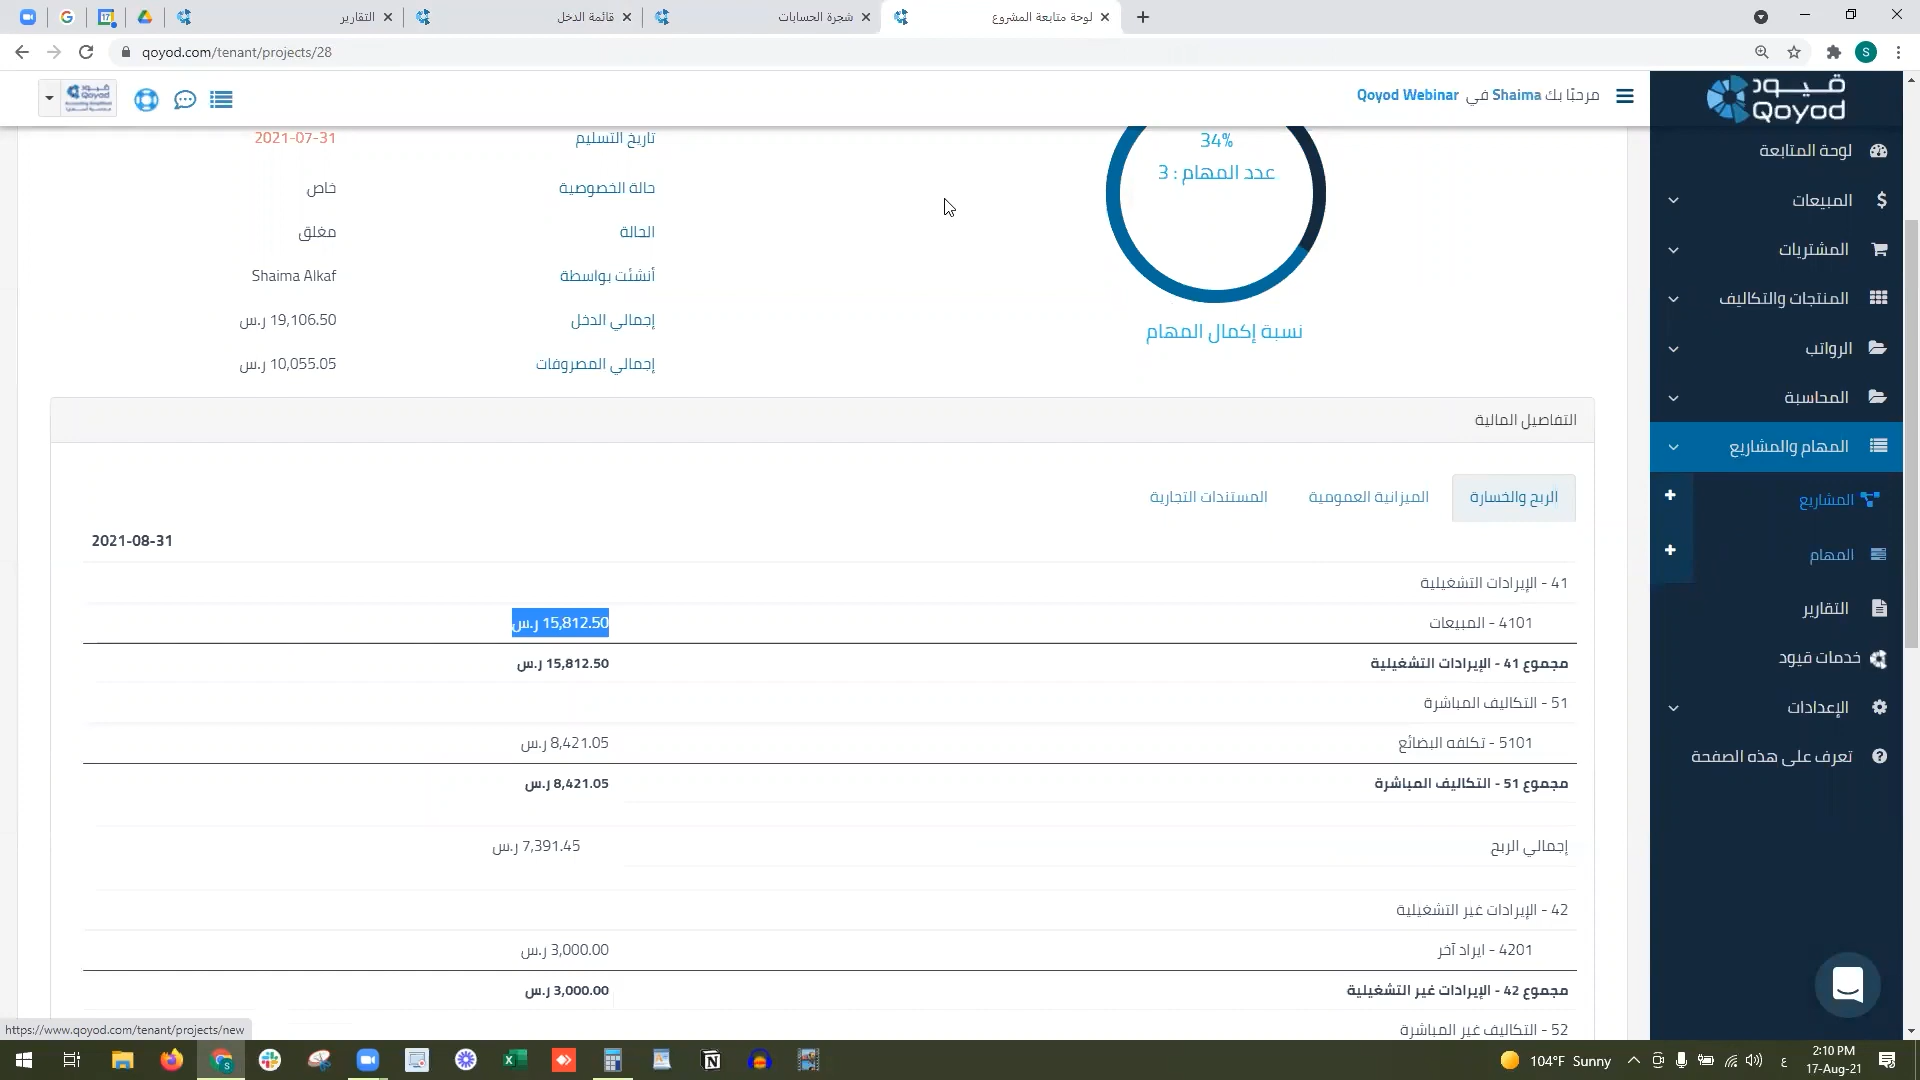 التقارير
قائمة الدخل
شجرة الحسابات
لوحة متابعة المشروع
qoyod.com/tenant/projects/28
S
قيود
Qoyod
مرحبًا بك Shaima في Qoyod Webinar
لوحة المتابعة
المبيعات
المشتريات
المنتجات والتكاليف
الرواتب
المحاسبة
المهام والمشاريع
المشاريع
المهام
التقارير
خدمات قيود
الإعدادات
تعرف على هذه الصفحة
34%
عدد المهام : 3
نسبة إكمال المهام
تاريخ التسليم 2021-07-31
حالة الخصوصية خاص
الحالة مغلق
أنشئت بواسطة Shaima Alkaf
إجمالي الدخل 19,106.50 ر.س
إجمالي المصروفات 10,055.05 ر.س
التفاصيل المالية
الربح والخسارة الميزانية العمومية المستندات التجارية
2021-08-31
41 - الإيرادات التشغيلية
4101 - المبيعات 15,812.50 ر.س
مجموع 41 - الإيرادات التشغيلية 15,812.50 ر.س
51 - التكاليف المباشرة
5101 - تكلفه البضائع 8,421.05 ر.س
مجموع 51 - التكاليف المباشرة 8,421.05 ر.س
إجمالي الربح 7,391.45 ر.س
42 - الإيرادات غير التشغيلية
4201 - ايراد آخر 3,000.00 ر.س
مجموع 42 - الإيرادات غير التشغيلية 3,000.00 ر.س
52 - التكاليف غير المباشرة
https://www.qoyod.com/tenant/projects/new
104°F Sunny
ع
2:10 PM
17-Aug-21